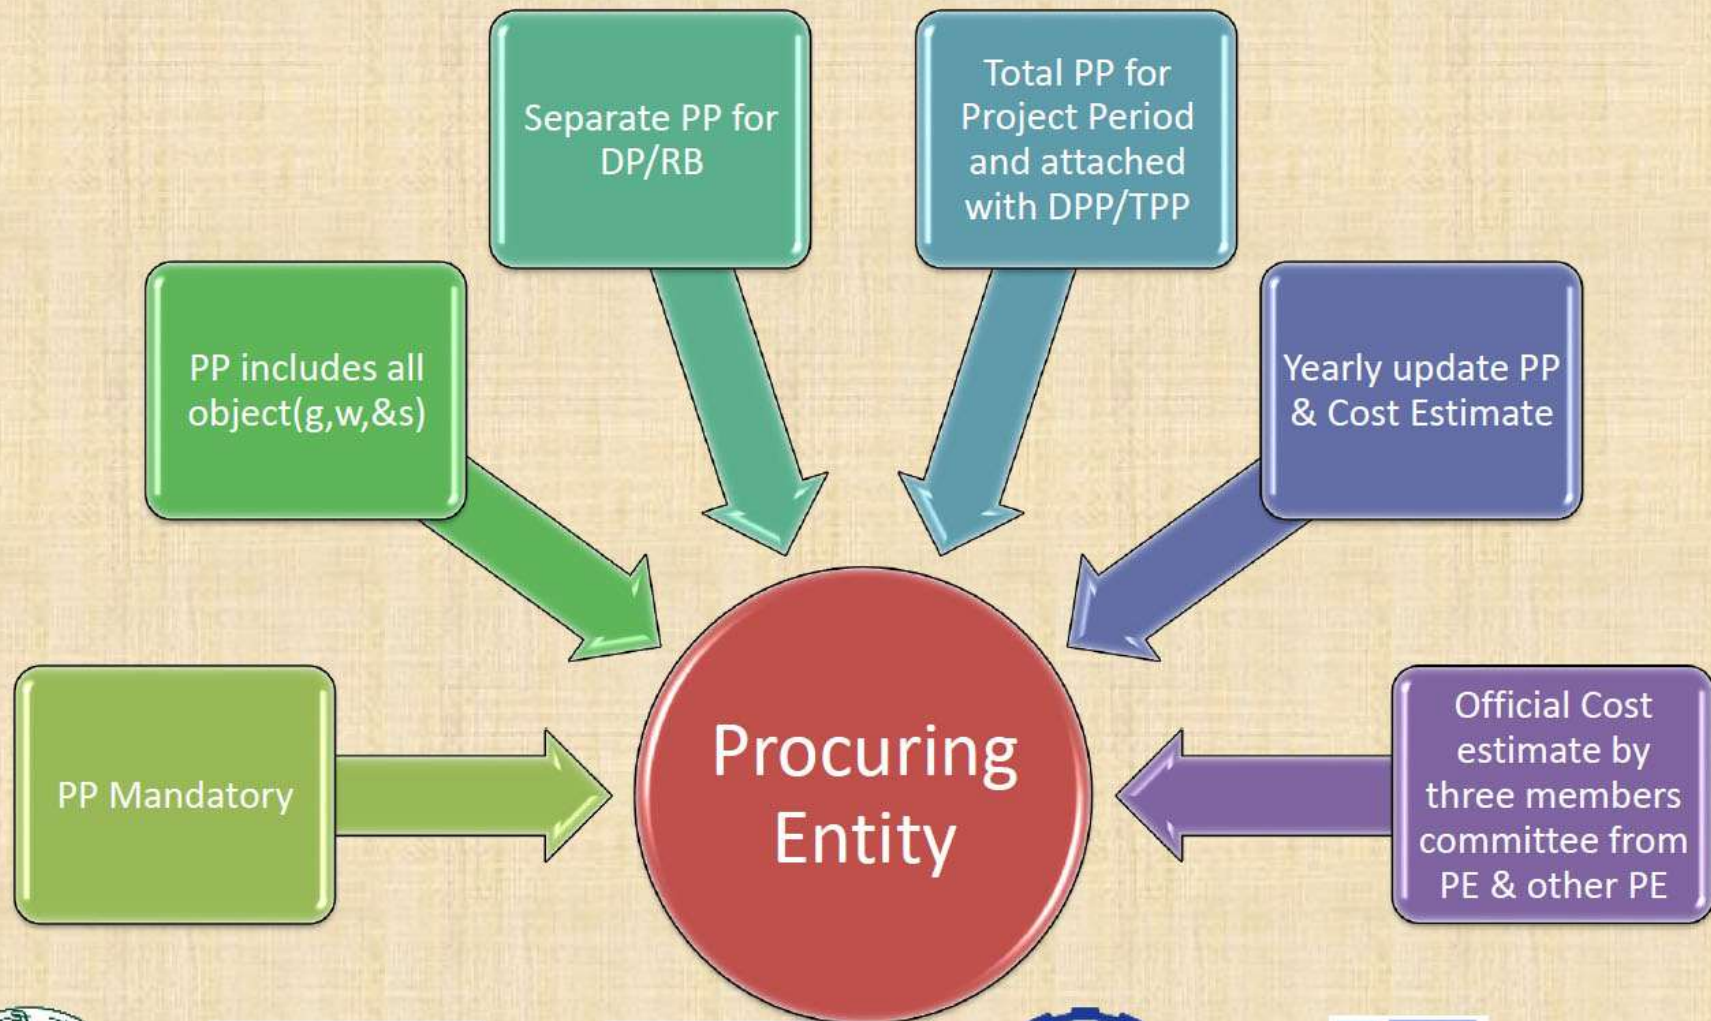 Separate PP for
DP/RB
Total PP for
Project Period
and attached
with DPP/TPP
PP includes all
object(g,w,&s)
Yearly update PP
& Cost Estimate
PP Mandatory
Procuring
Entity
Official Cost
estimate by
three members
committee from
PE & other PE